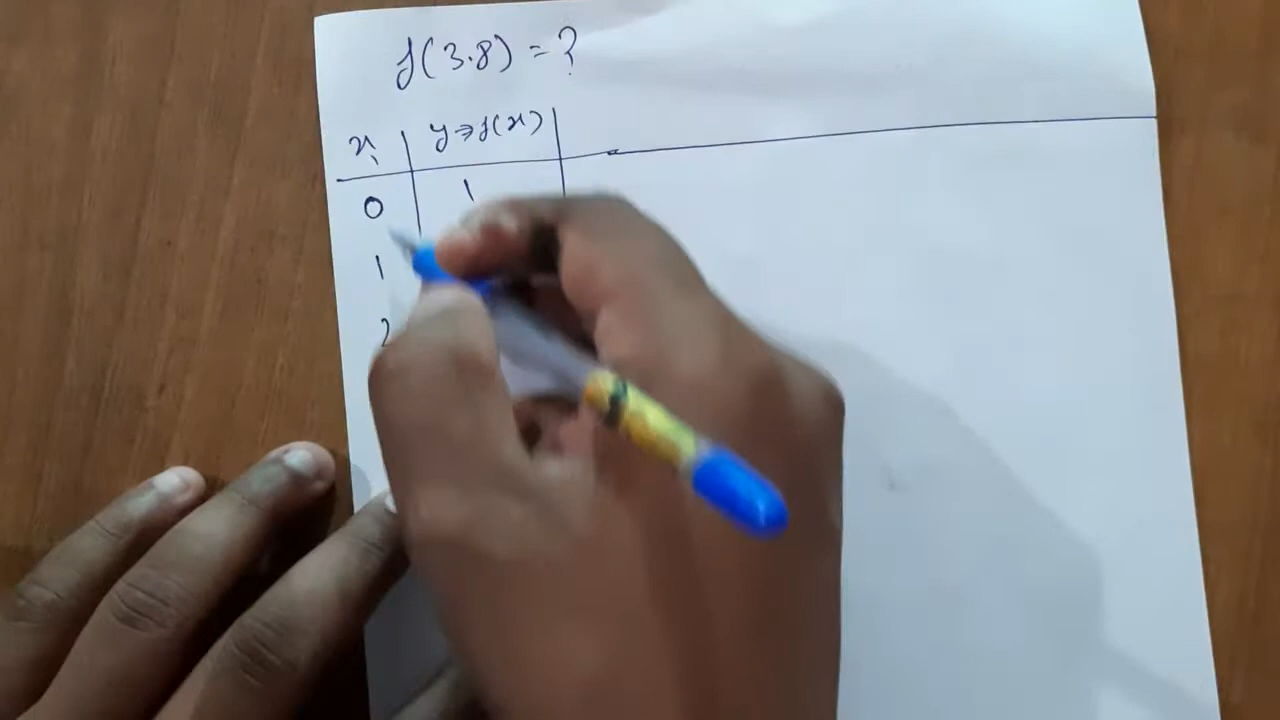 f(3.8) = ?
x y ⇒ f(x)
0 1
1
2